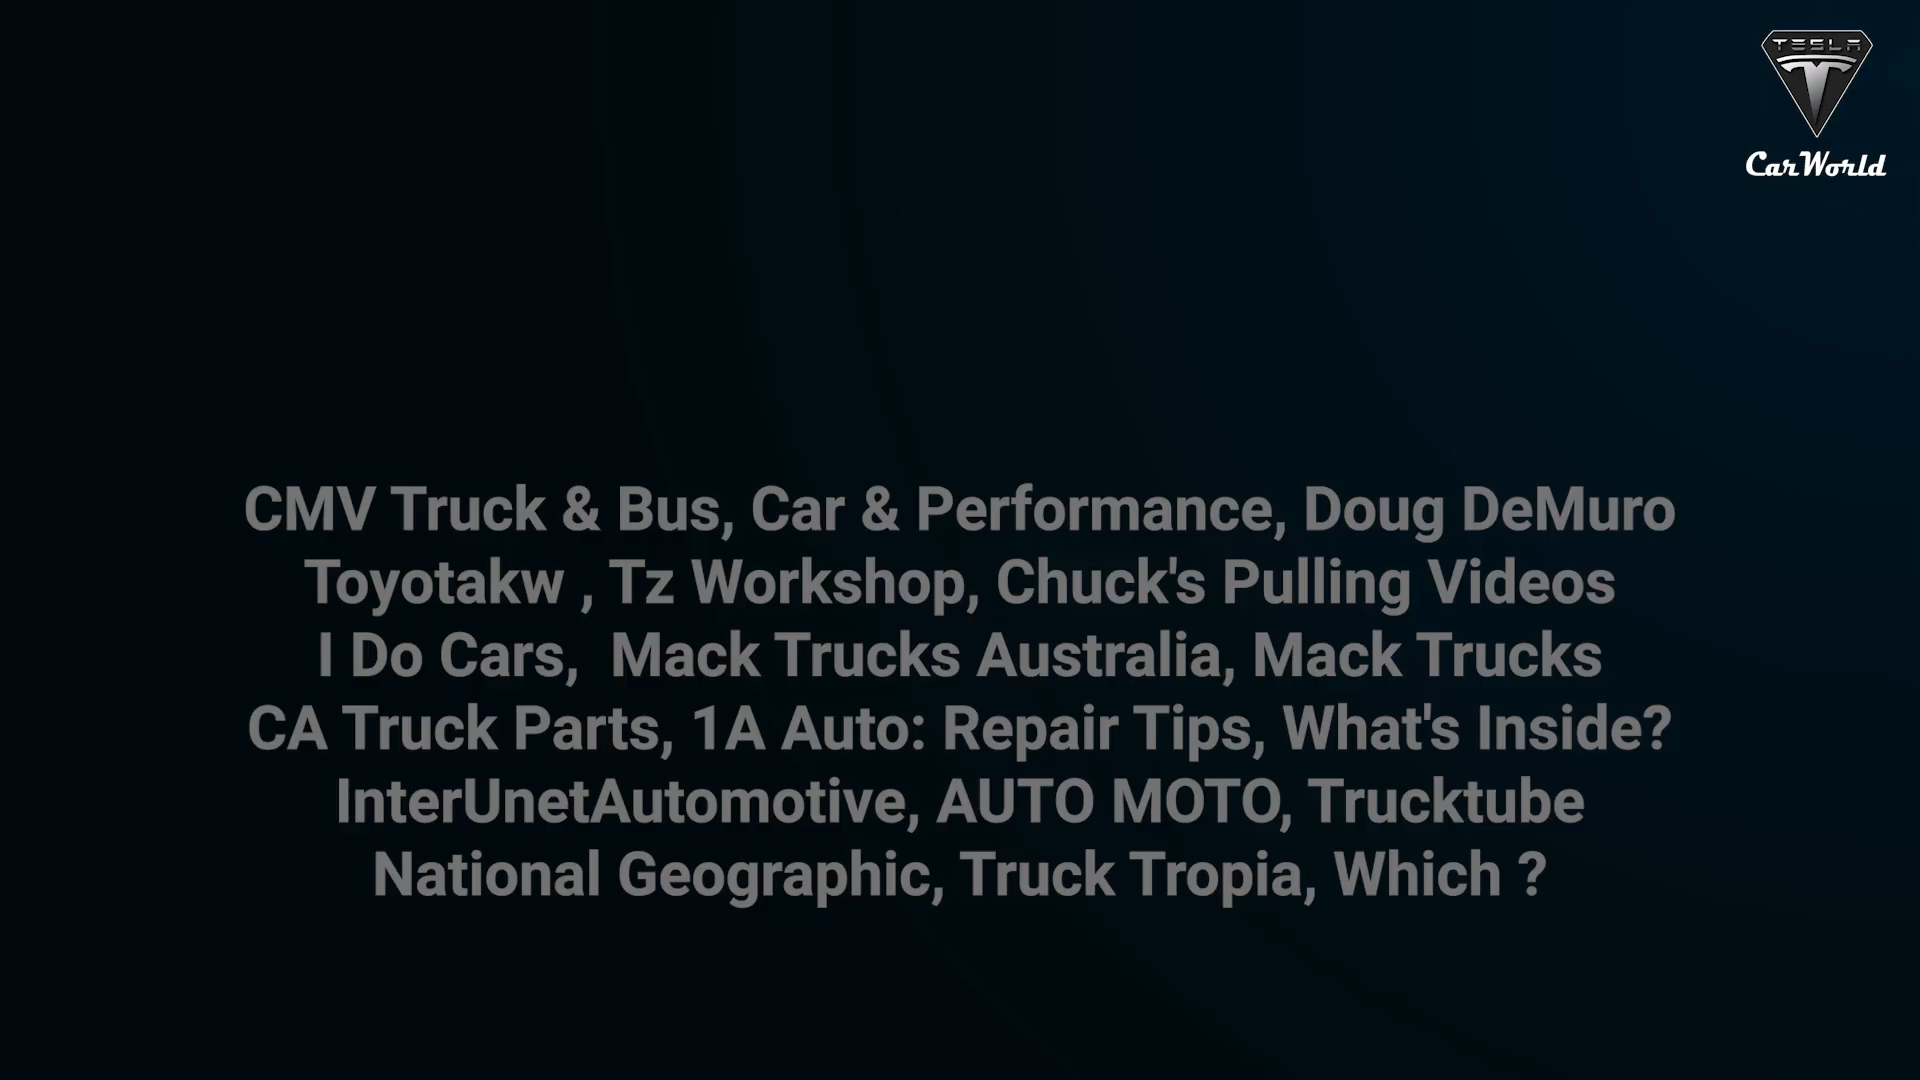 TESLA
CarWorld
CMV Truck & Bus, Car & Performance, Doug DeMuro
Toyotakw , Tz Workshop, Chuck's Pulling Videos
I Do Cars,  Mack Trucks Australia, Mack Trucks
CA Truck Parts, 1A Auto: Repair Tips, What's Inside?
InterUnetAutomotive, AUTO MOTO, Trucktube
National Geographic, Truck Tropia, Which ?